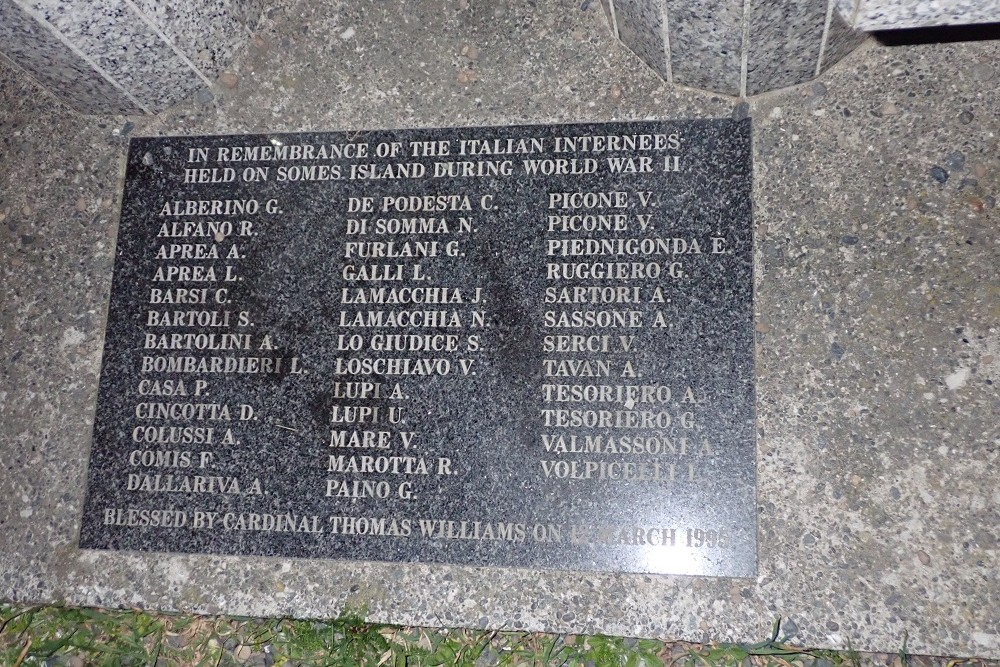 IN REMEMBRANCE OF THE ITALIAN INTERNEES
HELD ON SOMES ISLAND DURING WORLD WAR II
ALBERINO G.
ALFANO R.
APREA A.
APREA L.
BARSI C.
BARTOLI S.
BARTOLINI A.
BOMBARDIERI L.
CASA P.
CINCOTTA D.
COLUSSI A.
COMIS F.
DALLARIVA A.
DE PODESTA C.
DI SOMMA N.
FURLANI G.
GALLI L.
LAMACCHIA J.
LAMACCHIA N.
LO GIUDICE S.
LOSCHIAVO V.
LUPI A.
LUPI U.
MARE V.
MAROTTA R.
PAINO G.
PICONE V.
PICONE V.
PIEDNIGONDA E.
RUGGIERO G.
SARTORI A.
SASSONE A.
SERCI V.
TAVAN A.
TESORIERO A.
TESORIERO G.
VALMASSONI A.
VOLPICELLI
BLESSED BY CARDINAL THOMAS WILLIAMS ON MARCH